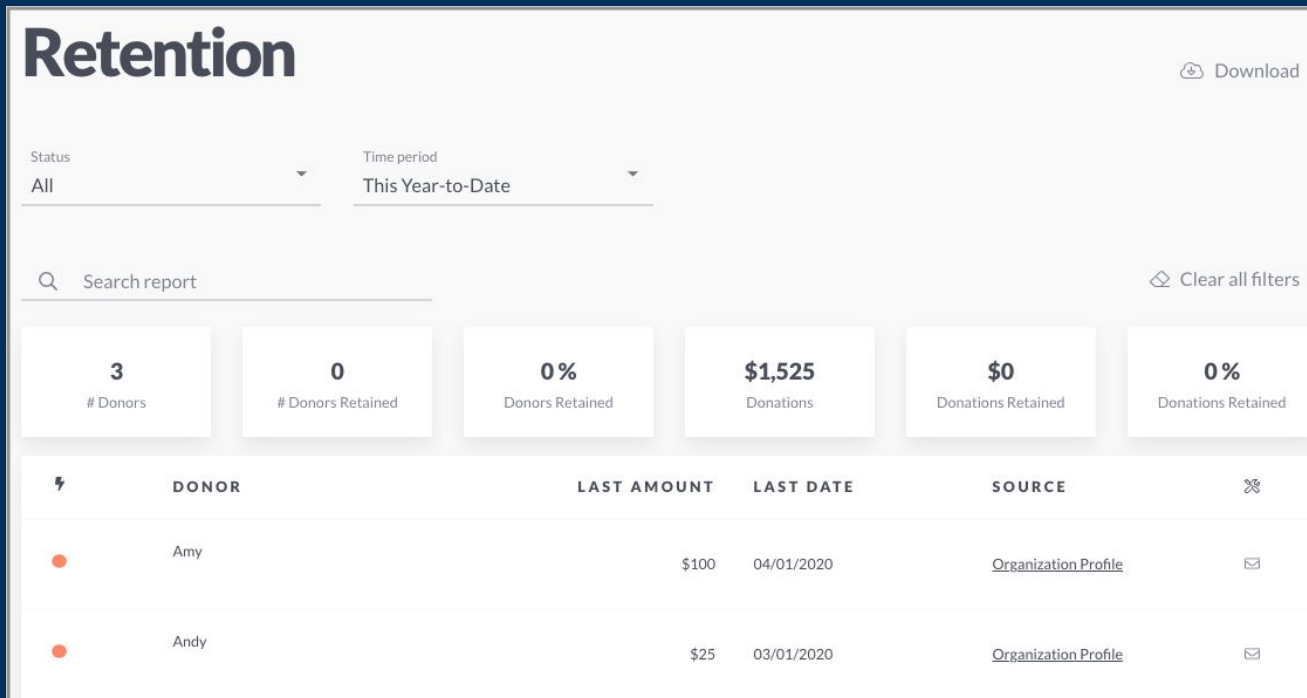 Retention
Download
Status
Time period
All
This Year-to-Date
Search report
Clear all filters
3
0
0 %
$1,525
$0
0 %
# Donors
# Donors Retained
Donors Retained
Donations
Donations Retained
Donations Retained
DONOR LAST AMOUNT LAST DATE SOURCE
Amy $100 04/01/2020 Organization Profile
Andy $25 03/01/2020 Organization Profile